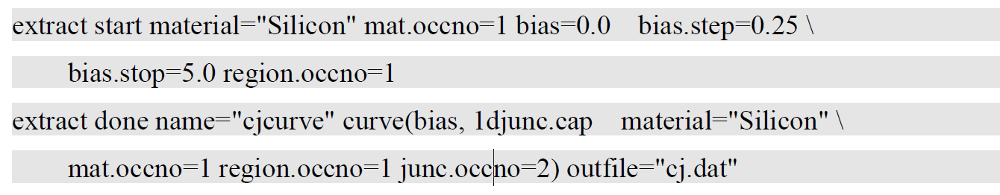 extract start material="Silicon" mat.occno=1 bias=0.0    bias.step=0.25 \
bias.stop=5.0 region.occno=1
extract done name="cjcurve" curve(bias, 1djunc.cap    material="Silicon" \
mat.occno=1 region.occno=1 junc.occno=2) outfile="cj.dat"